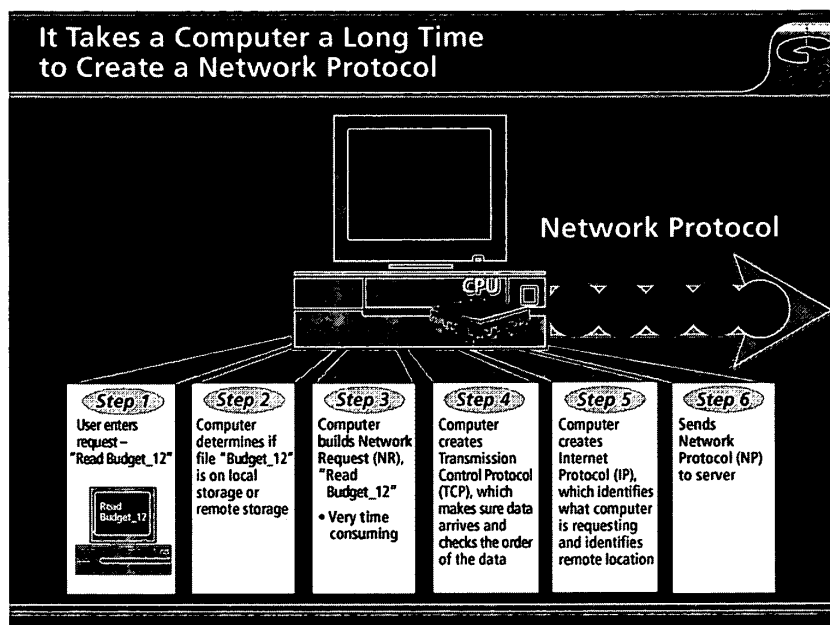 It Takes a Computer a Long Time
to Create a Network Protocol
Network Protocol
CPU
Step 1
User enters
request –
"Read Budget_12"
Read
Budget_12
Step 2
Computer
determines if
file "Budget_12"
is on local
storage or
remote storage
Step 3
Computer
builds Network
Request (NR),
"Read
Budget_12"
• Very time
consuming
Step 4
Computer
creates
Transmission
Control Protocol
(TCP), which
makes sure data
arrives and
checks the order
of the data
Step 5
Computer
creates
Internet
Protocol (IP),
which identifies
what computer
is requesting
and identifies
remote location
Step 6
Sends
Network
Protocol (NP)
to server